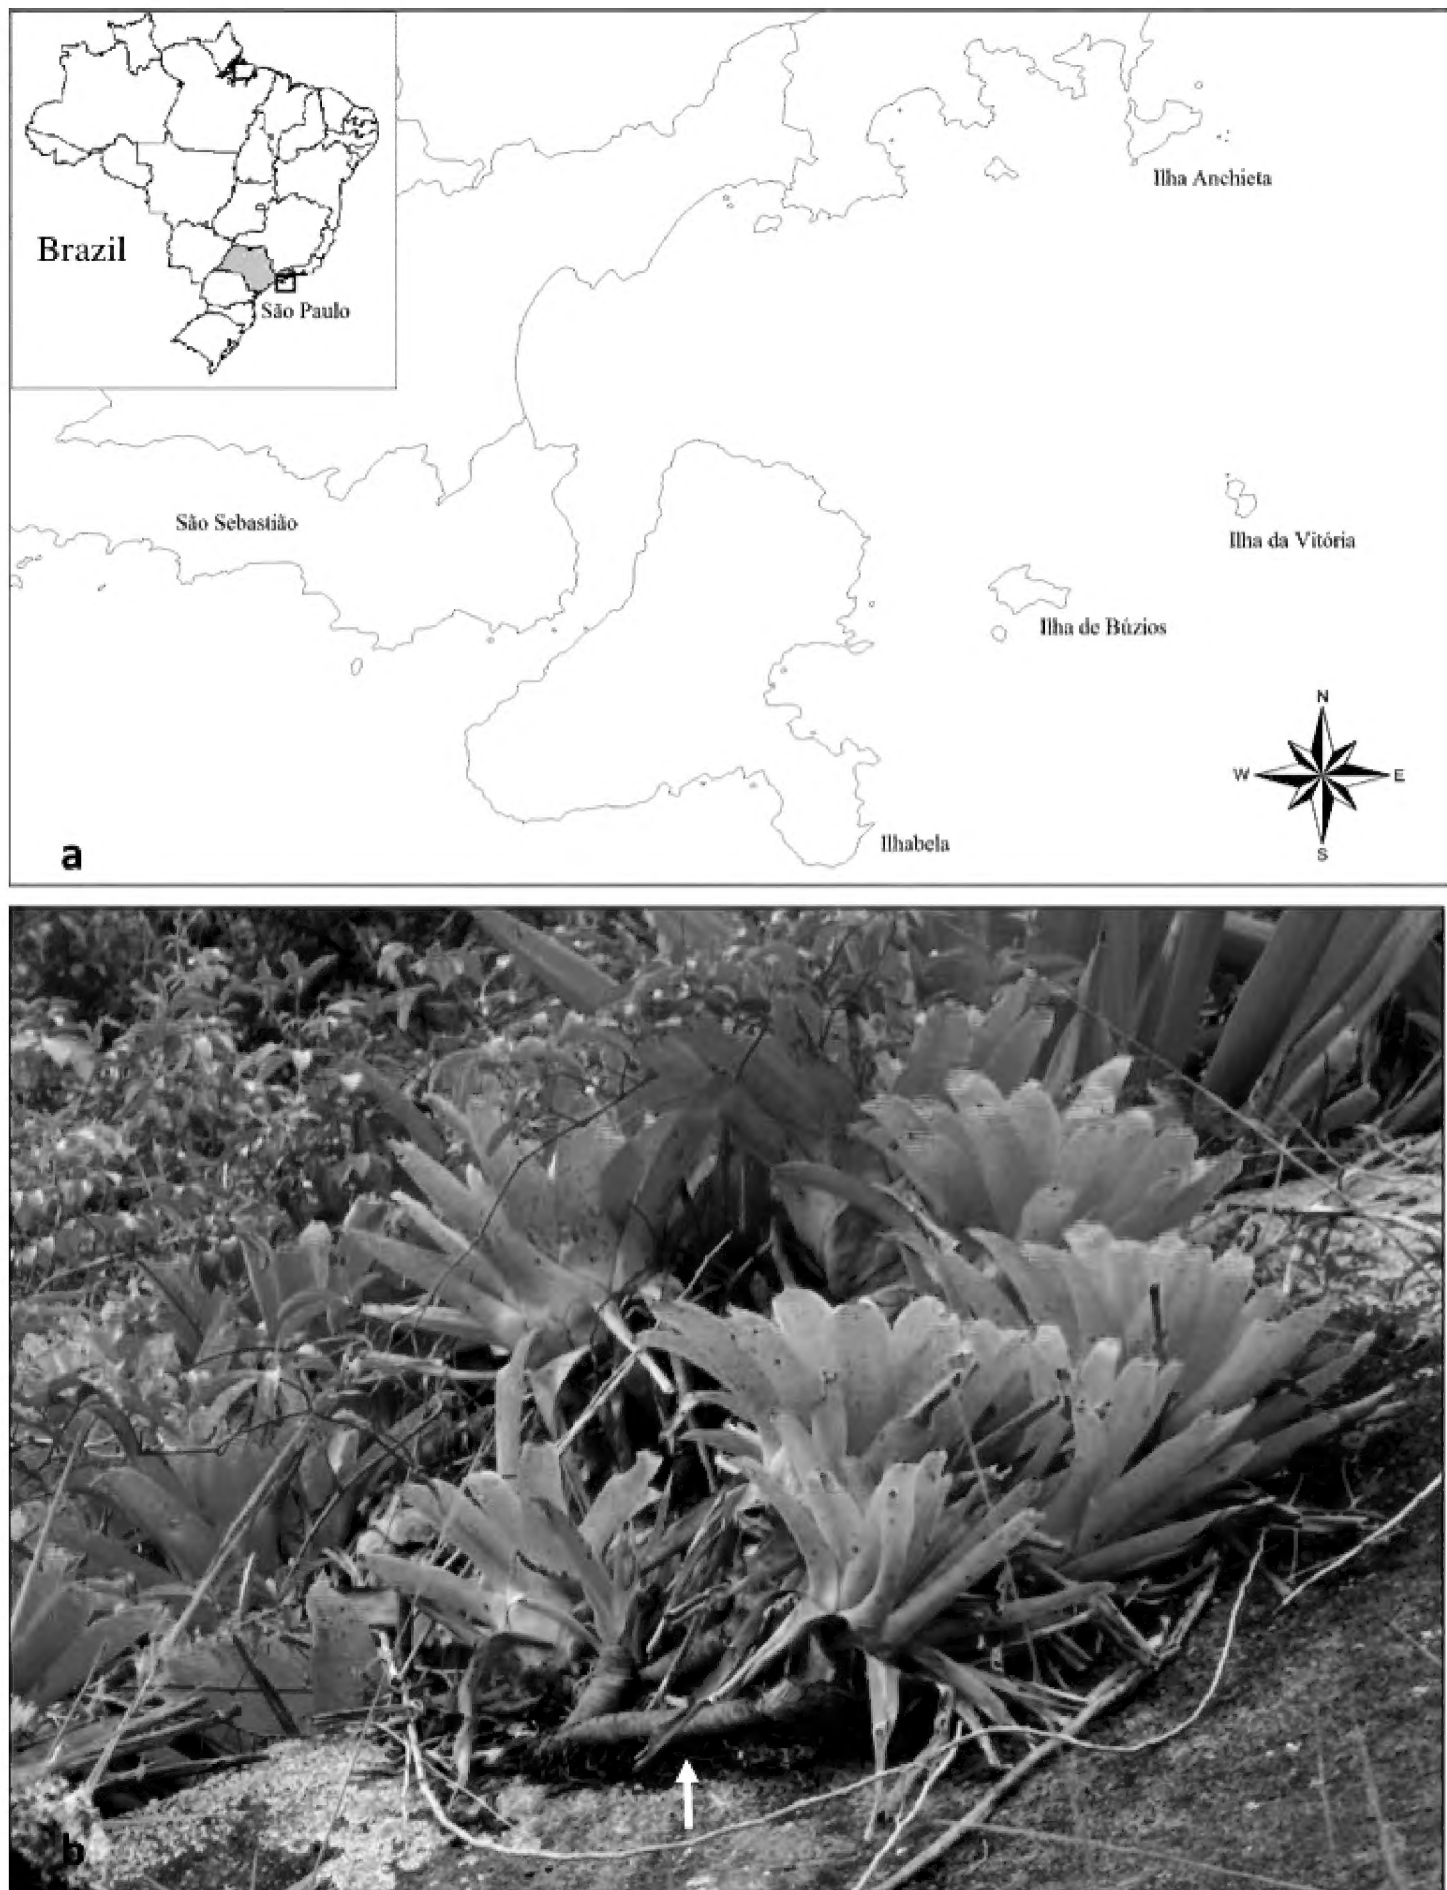 Brazil
São Paulo
Ilha Anchieta
São Sebastião
Ilha da Vitória
Ilha de Búzios
N
W
E
S
Ilhabela
a
b